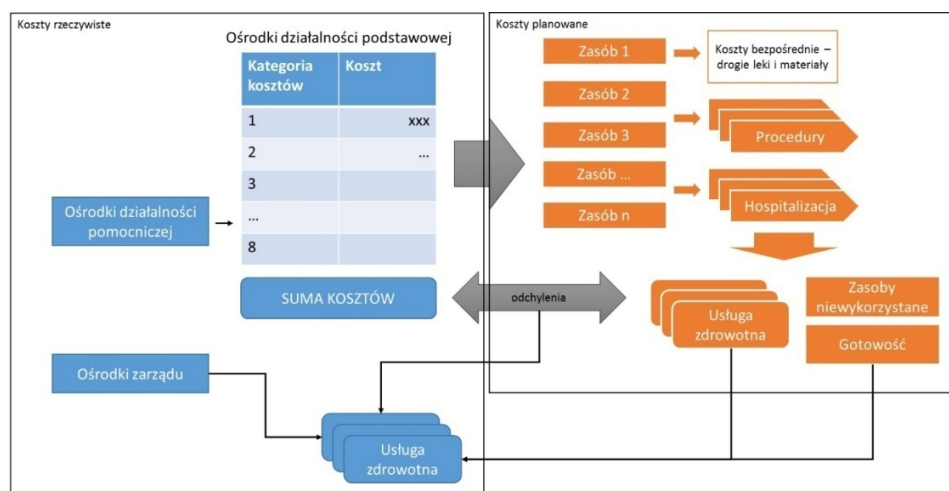 Koszty rzeczywiste
Ośrodki działalności podstawowej
Kategoria
kosztów
Koszt
1
xxx
2
...
3
...
8
Ośrodki działalności
pomocniczej
SUMA KOSZTÓW
Ośrodki zarządu
Usługa
zdrowotna
odchylenia
Koszty planowane
Zasób 1
Koszty bezpośrednie –
drogie leki i materiały
Zasób 2
Zasób 3
Procedury
Zasób ...
Zasób n
Hospitalizacja
Usługa
zdrowotna
Zasoby
niewykorzystane
Gotowość